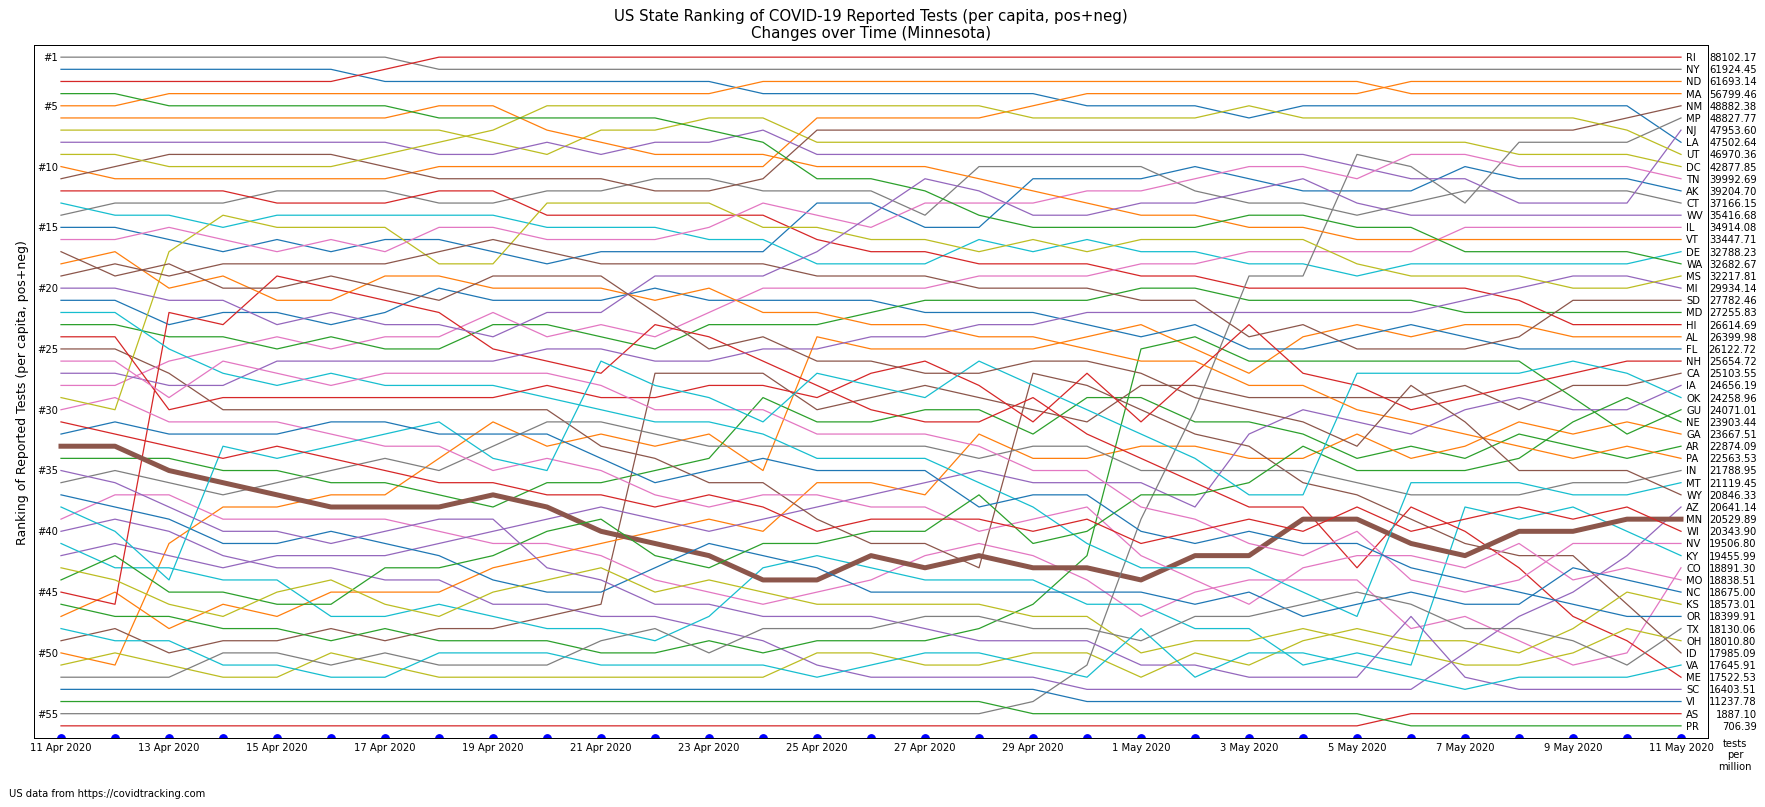 US State Ranking of COVID-19 Reported Tests (per capita, pos+neg)
Changes over Time (Minnesota)
Ranking of Reported Tests (per capita, pos+neg)
#1
#5
#10
#15
#20
#25
#30
#35
#40
#45
#50
#55
RI 88102.17
NY 61924.45
ND 61693.14
MA 56799.46
NM 48882.38
MP 48827.77
NJ 47953.60
LA 47502.64
UT 46970.36
DC 42877.85
TN 39992.69
AK 39204.70
CT 37166.15
WV 35416.68
IL 34914.08
VT 33447.71
DE 32788.23
WA 32682.67
MS 32217.81
MI 29934.14
SD 27782.46
MD 27255.83
HI 26614.69
AL 26399.98
FL 26122.72
NH 25654.72
CA 25103.55
IA 24656.19
OK 24258.96
GU 24071.01
NE 23903.44
GA 23667.51
AR 22874.09
PA 22563.53
IN 21788.95
MT 21119.45
WY 20846.33
AZ 20641.14
MN 20529.89
WI 20343.90
NV 19506.80
KY 19455.99
CO 18891.30
MO 18838.51
NC 18675.00
KS 18573.01
OR 18399.91
TX 18130.06
OH 18010.80
ID 17985.09
VA 17645.91
ME 17522.53
SC 16403.51
VI 11237.78
AS 1887.10
PR 706.39
11 Apr 2020 13 Apr 2020 15 Apr 2020 17 Apr 2020 19 Apr 2020 21 Apr 2020 23 Apr 2020 25 Apr 2020 27 Apr 2020 29 Apr 2020 1 May 2020 3 May 2020 5 May 2020 7 May 2020 9 May 2020 11 May 2020
tests
per
million
US data from https://covidtracking.com